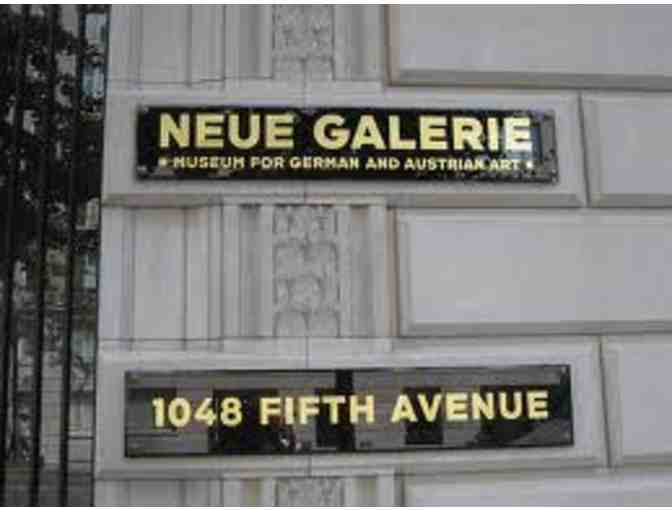 NEUE GALERIE
• MUSEUM FOR GERMAN AND AUSTRIAN ART •
1048 FIFTH AVENUE